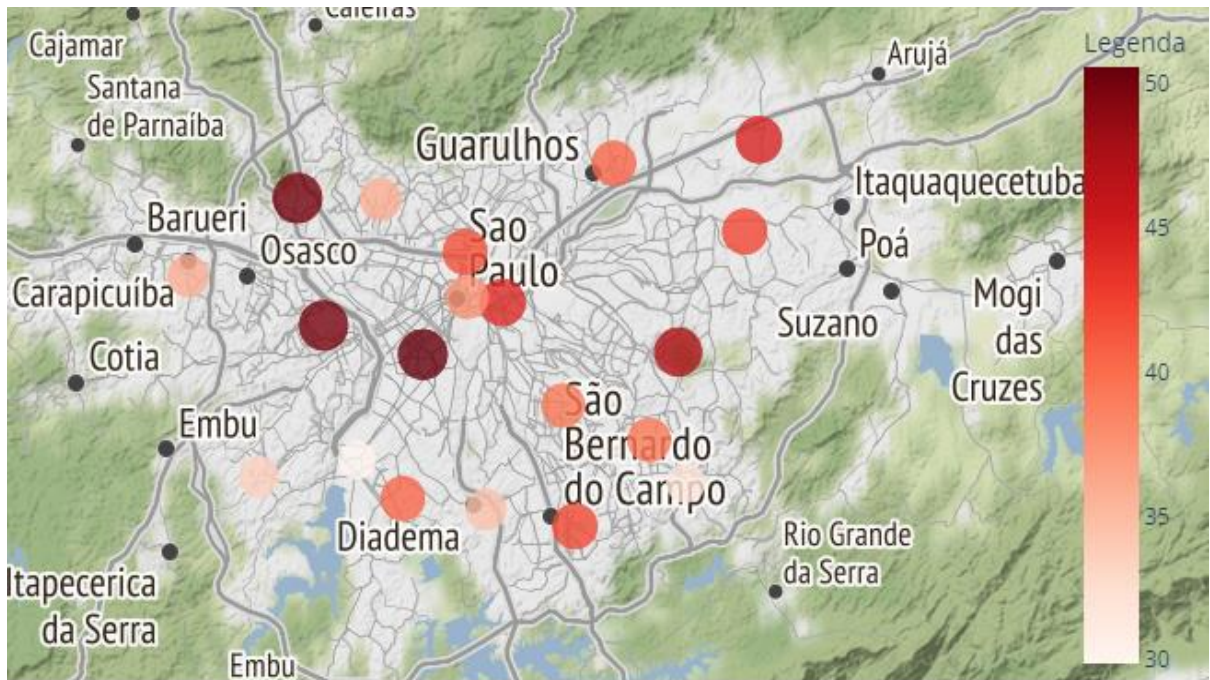 Caieiras
Cajamar
Legenda
Arujá
50
Santana
de Parnaíba
Guarulhos
Itaquaquecetuba
Barueri
Sao
Paulo
45
Osasco
Poá
Carapicuíba
Mogi
das
Cruzes
Suzano
Cotia
40
São
Bernardo
do Campo
Embu
35
Diadema
Rio Grande
da Serra
Itapecerica
da Serra
Embu
30